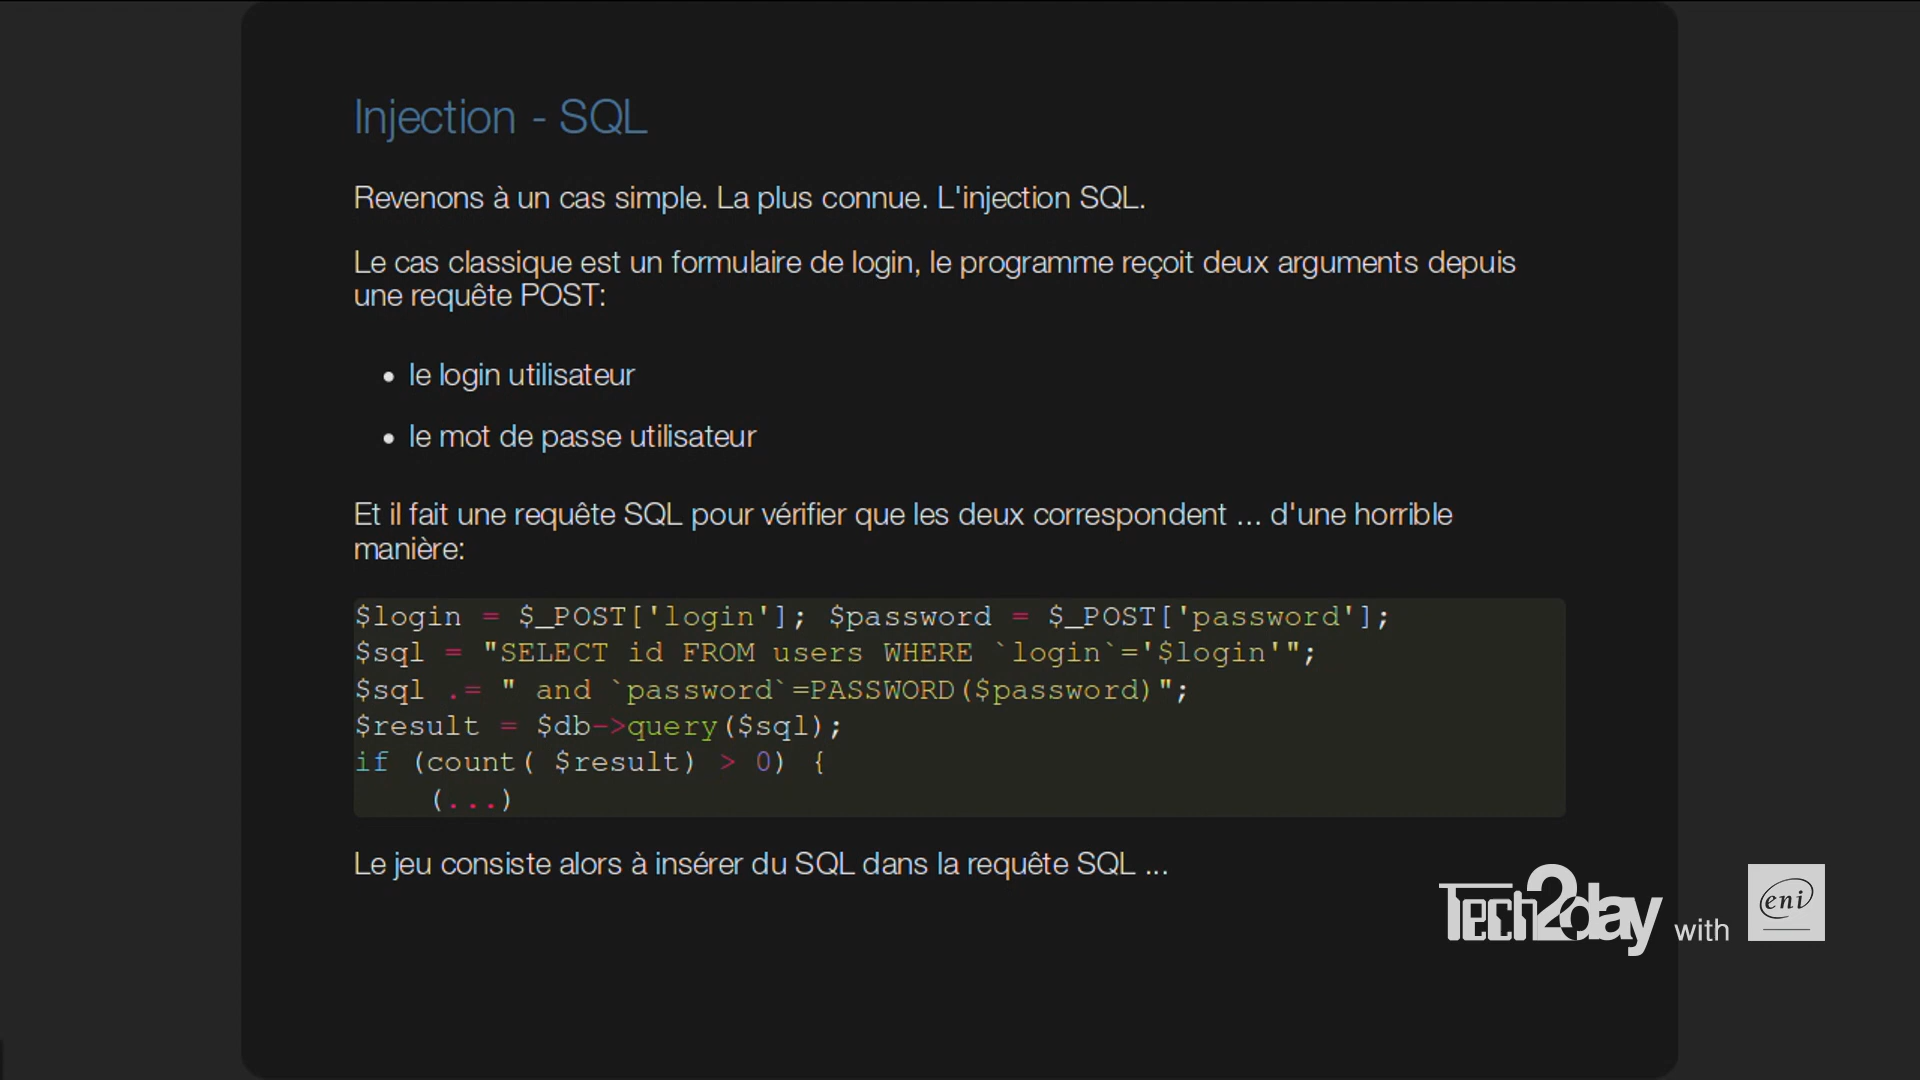 Injection - SQL
Revenons à un cas simple. La plus connue. L'injection SQL.
Le cas classique est un formulaire de login, le programme reçoit deux arguments depuis
une requête POST:
• le login utilisateur
• le mot de passe utilisateur
Et il fait une requête SQL pour vérifier que les deux correspondent ... d'une horrible
manière:
$login = $_POST['login']; $password = $_POST['password'];
$sql = "SELECT id FROM users WHERE `login`='$login'";
$sql .= " and `password`=PASSWORD($password)";
$result = $db->query($sql);
if (count( $result) > 0) {
    (...)
Le jeu consiste alors à insérer du SQL dans la requête SQL ...
Tech2day with eni